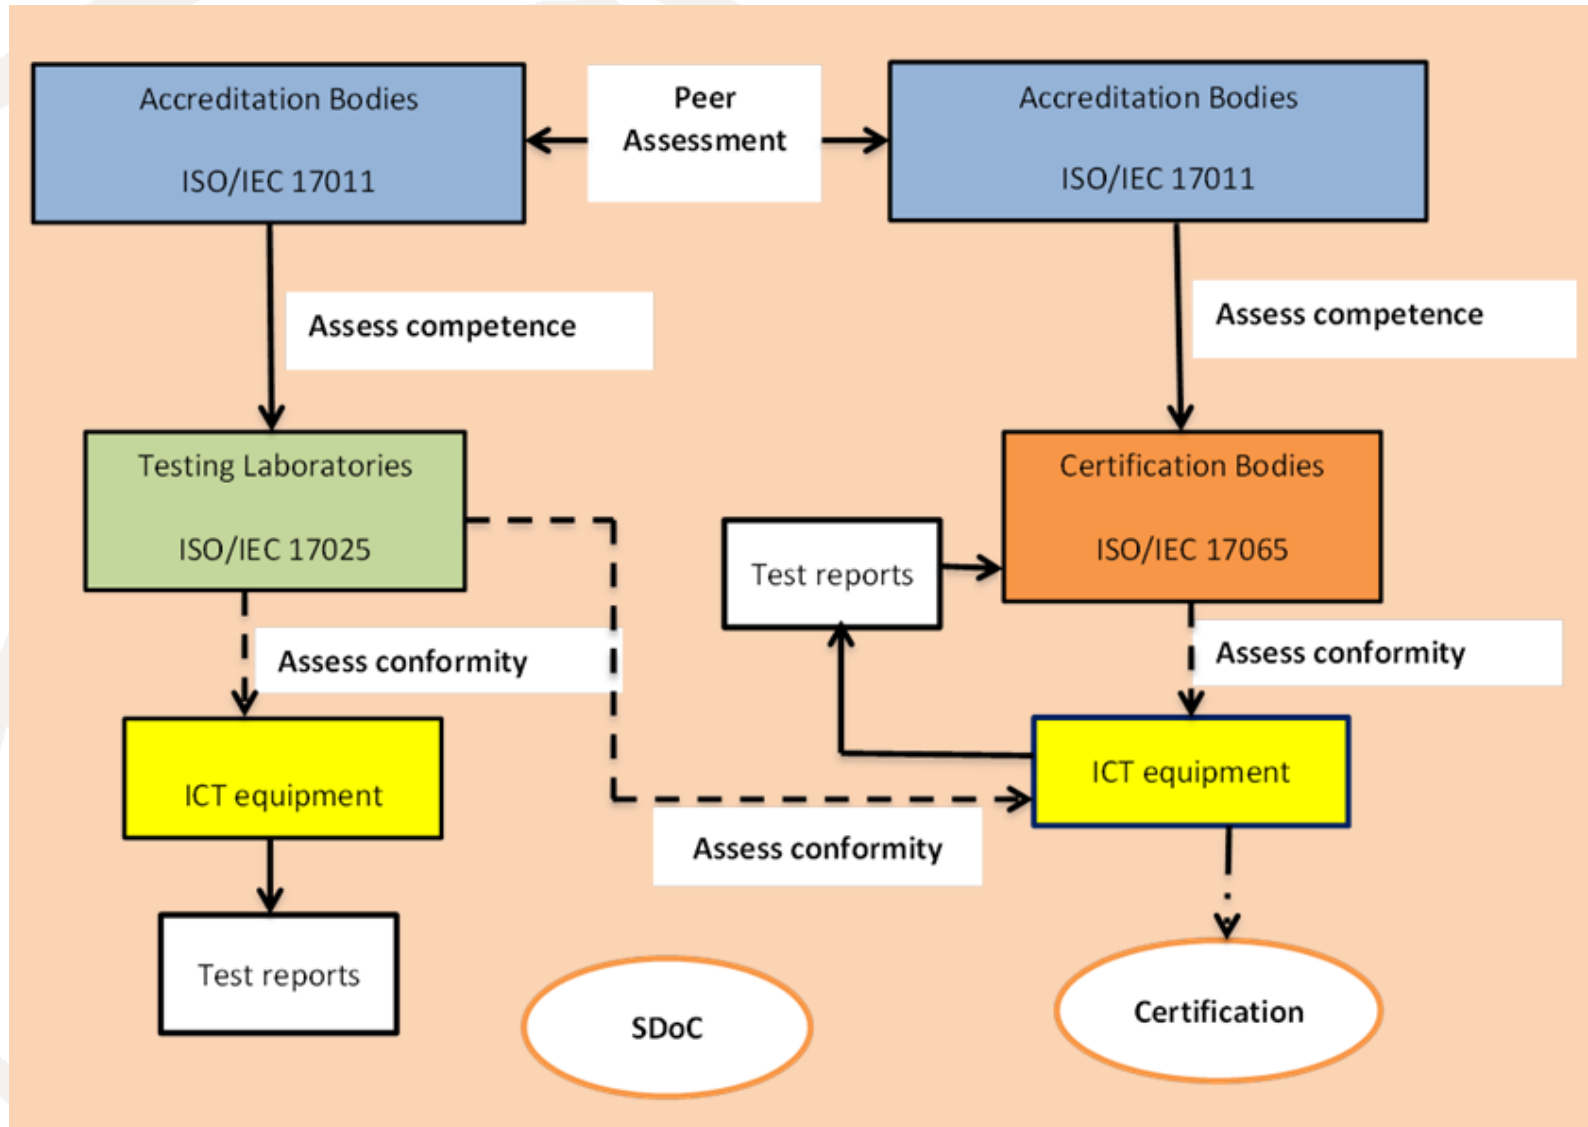 Accreditation Bodies
ISO/IEC 17011
Peer
Assessment
Accreditation Bodies
ISO/IEC 17011
Assess competence
Assess competence
Testing Laboratories
ISO/IEC 17025
Certification Bodies
ISO/IEC 17065
Test reports
Assess conformity
Assess conformity
ICT equipment
ICT equipment
Assess conformity
Test reports
SDoC
Certification